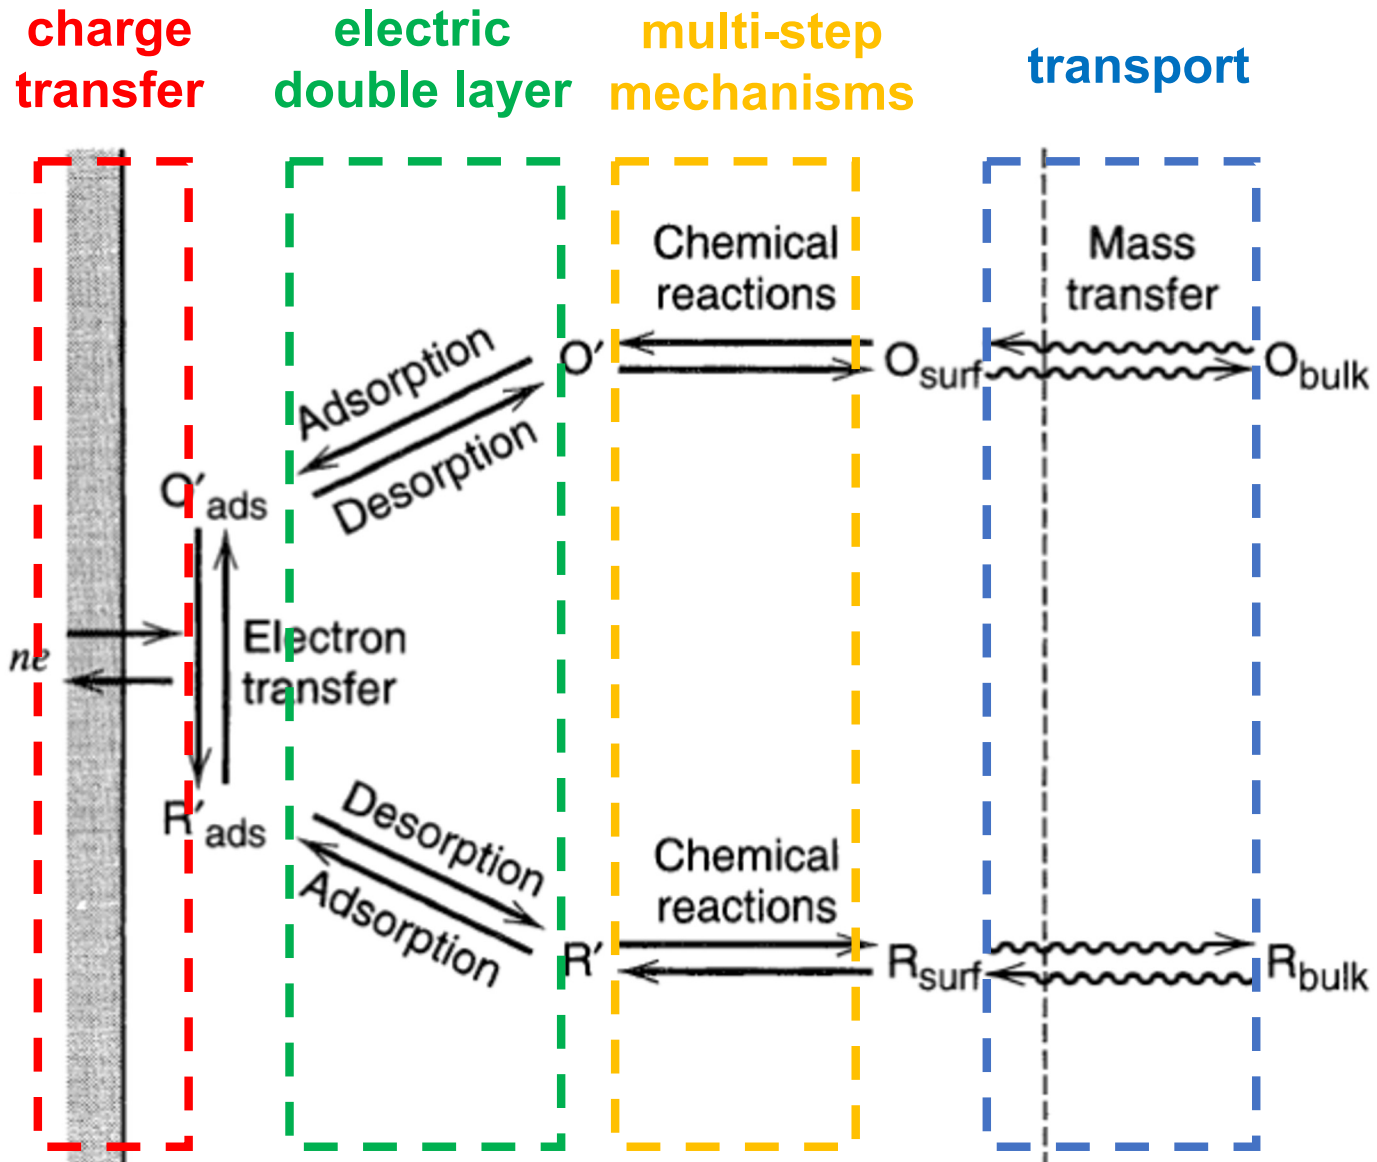 charge
transfer
electric
double layer
multi-step
mechanisms
transport
Chemical
reactions
Mass
transfer
Adsorption
Desorption
O′
O_surf
O_bulk
O′_ads
ne
Electron
transfer
R′_ads
Desorption
Adsorption
Chemical
reactions
R′
R_surf
R_bulk